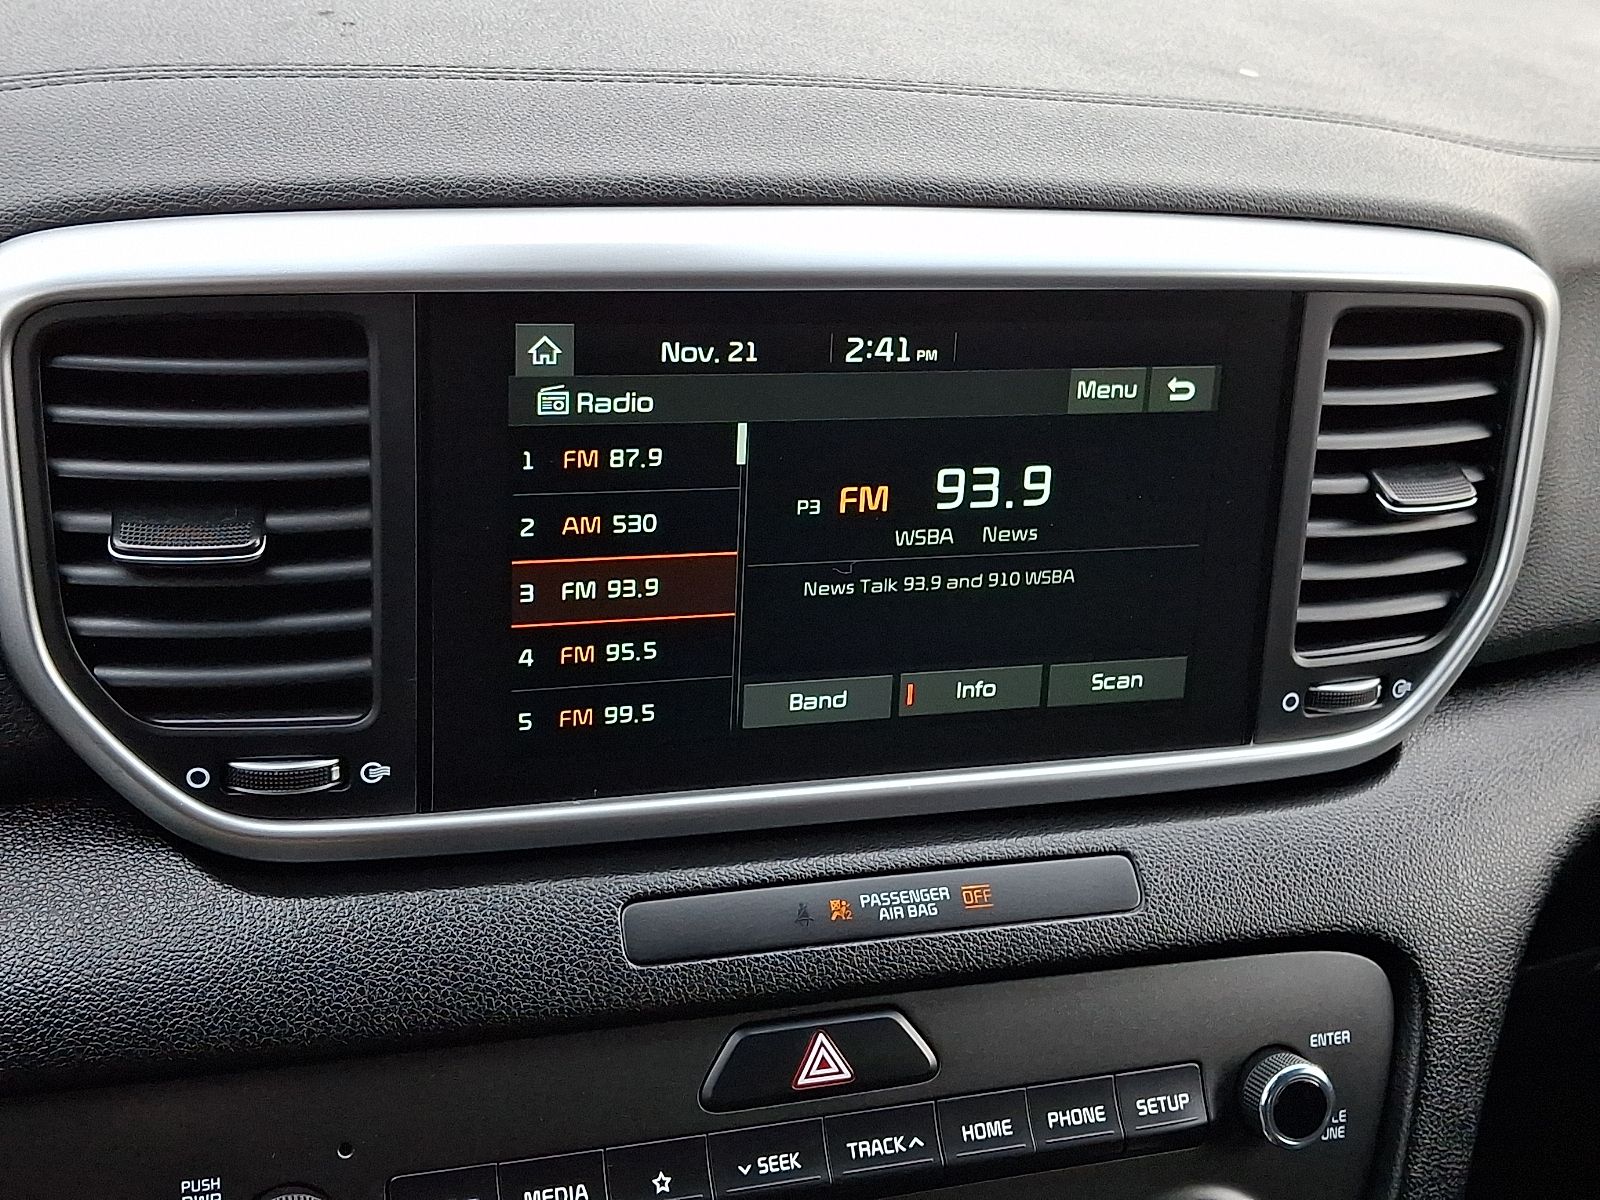 Nov. 21 2:41 PM
Radio Menu
1 FM 87.9
2 AM 530
3 FM 93.9
4 FM 95.5
5 FM 99.5
P3 FM 93.9
WSBA News
News Talk 93.9 and 910 WSBA
Band Info Scan
PASSENGER
AIR BAG
OFF
ENTER
SEEK TRACK HOME PHONE SETUP
MEDIA
PUSH
PWR